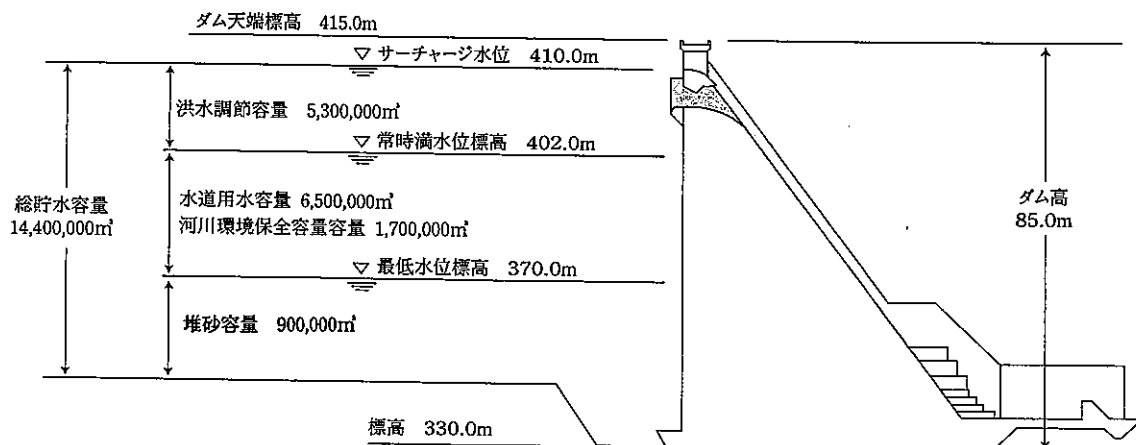 ダム天端標高 415.0m
▽ サーチャージ水位 410.0m
洪水調節容量 5,300,000㎥
▽ 常時満水位標高 402.0m
総貯水容量
14,400,000㎥
水道用水容量 6,500,000㎥
河川環境保全容量容量 1,700,000㎥
ダム高
85.0m
▽ 最低水位標高 370.0m
堆砂容量 900,000㎥
標高 330.0m